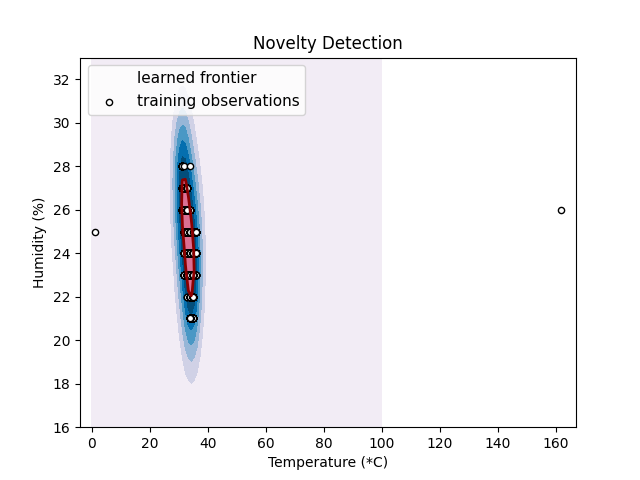 Novelty Detection
learned frontier
training observations
32
30
28
26
24
22
20
18
16
Humidity (%)
0 20 40 60 80 100 120 140 160
Temperature (*C)